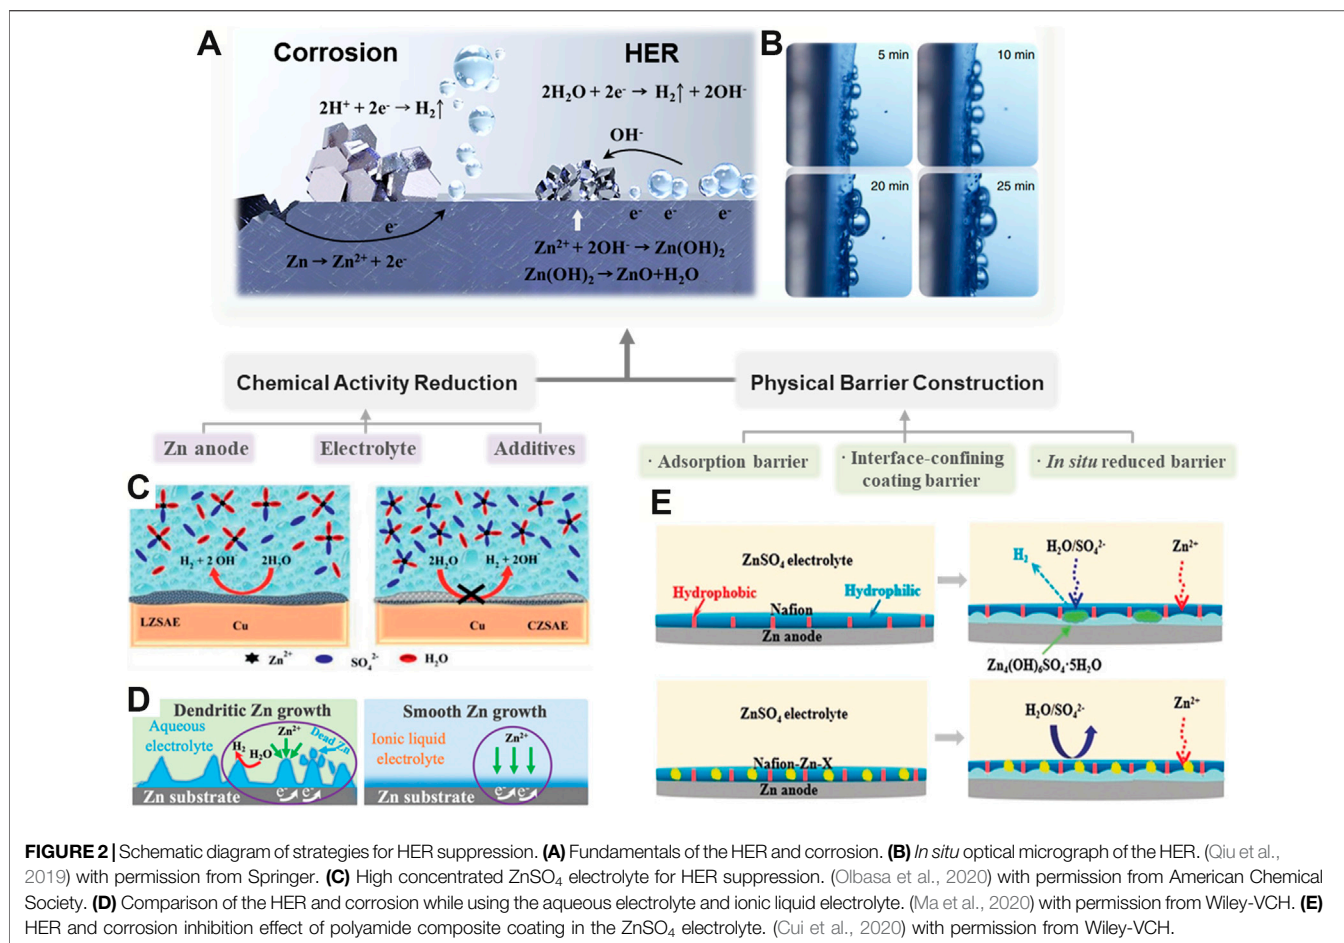 A
Corrosion
HER
2H⁺ + 2e⁻ → H₂↑
2H₂O + 2e⁻ → H₂↑ + 2OH⁻
OH⁻
e⁻
e⁻ e⁻ e⁻
Zn → Zn²⁺ + 2e⁻
Zn²⁺ + 2OH⁻ → Zn(OH)₂
Zn(OH)₂ → ZnO+H₂O
B
5 min
10 min
20 min
25 min
Chemical Activity Reduction
Physical Barrier Construction
Zn anode
Electrolyte
Additives
· Adsorption barrier
· Interface-confining
coating barrier
· In situ reduced barrier
C
H₂ + 2 OH⁻
2H₂O
LZSAE
Cu
2H₂O
H₂ + 2OH⁻
Cu
CZSAE
Zn²⁺
SO₄²⁻
H₂O
D
Dendritic Zn growth
Aqueous
electrolyte
H₂
H₂O
Zn²⁺
Dead Zn
e⁻ e⁻
Zn substrate
Smooth Zn growth
Ionic liquid
electrolyte
Zn²⁺
e⁻ e⁻
Zn substrate
E
ZnSO₄ electrolyte
Hydrophobic
Hydrophilic
Nafion
Zn anode
H₂
H₂O/SO₄²⁻
Zn²⁺
Zn₄(OH)₆SO₄·5H₂O
ZnSO₄ electrolyte
Nafion-Zn-X
Zn anode
H₂O/SO₄²⁻
Zn²⁺
FIGURE 2 | Schematic diagram of strategies for HER suppression. (A) Fundamentals of the HER and corrosion. (B) In situ optical micrograph of the HER. (Qiu et al.,
2019) with permission from Springer. (C) High concentrated ZnSO₄ electrolyte for HER suppression. (Olbasa et al., 2020) with permission from American Chemical
Society. (D) Comparison of the HER and corrosion while using the aqueous electrolyte and ionic liquid electrolyte. (Ma et al., 2020) with permission from Wiley-VCH. (E)
HER and corrosion inhibition effect of polyamide composite coating in the ZnSO₄ electrolyte. (Cui et al., 2020) with permission from Wiley-VCH.